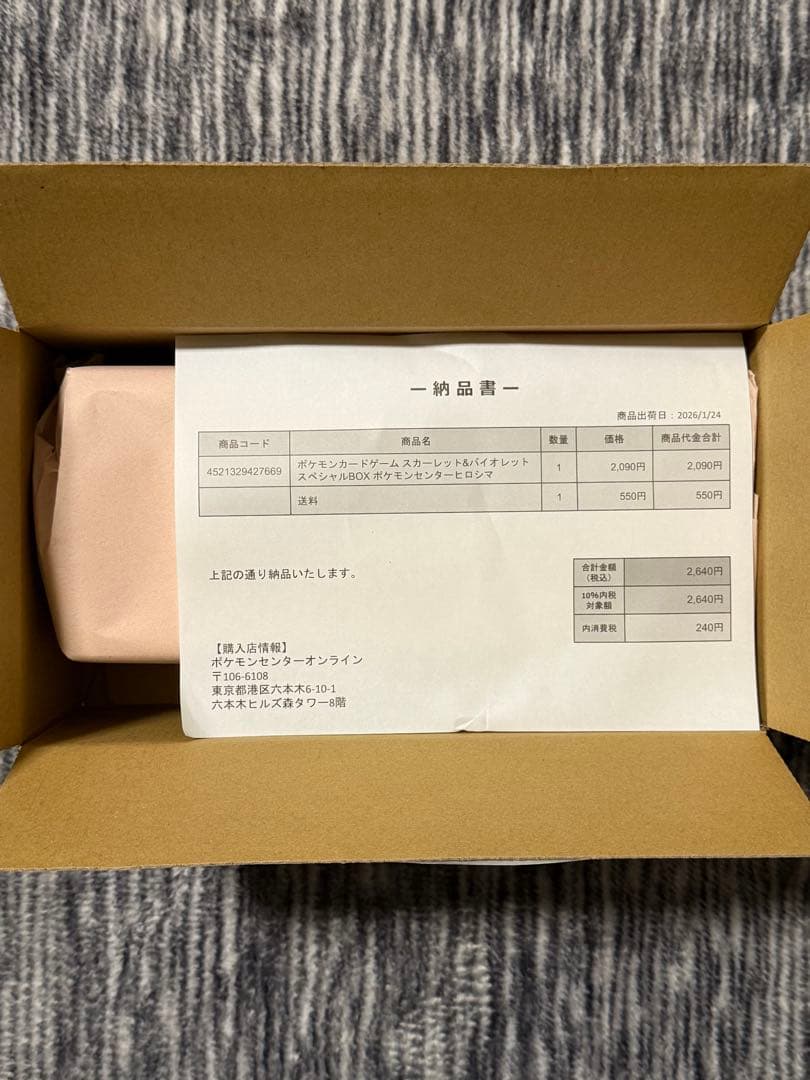 ー納品書ー
商品出荷日：2026/1/24
商品コード 商品名 数量 価格 商品代金合計
4521329427669 ポケモンカードゲーム スカーレット&バイオレット 1 2,090円 2,090円
スペシャルBOX ポケモンセンターヒロシマ
送料 1 550円 550円
上記の通り納品いたします。
合計金額
（税込） 2,640円
10%内税
対象額 2,640円
内消費税 240円
【購入店情報】
ポケモンセンターオンライン
〒106-6108
東京都港区六本木6-10-1
六本木ヒルズ森タワー8階